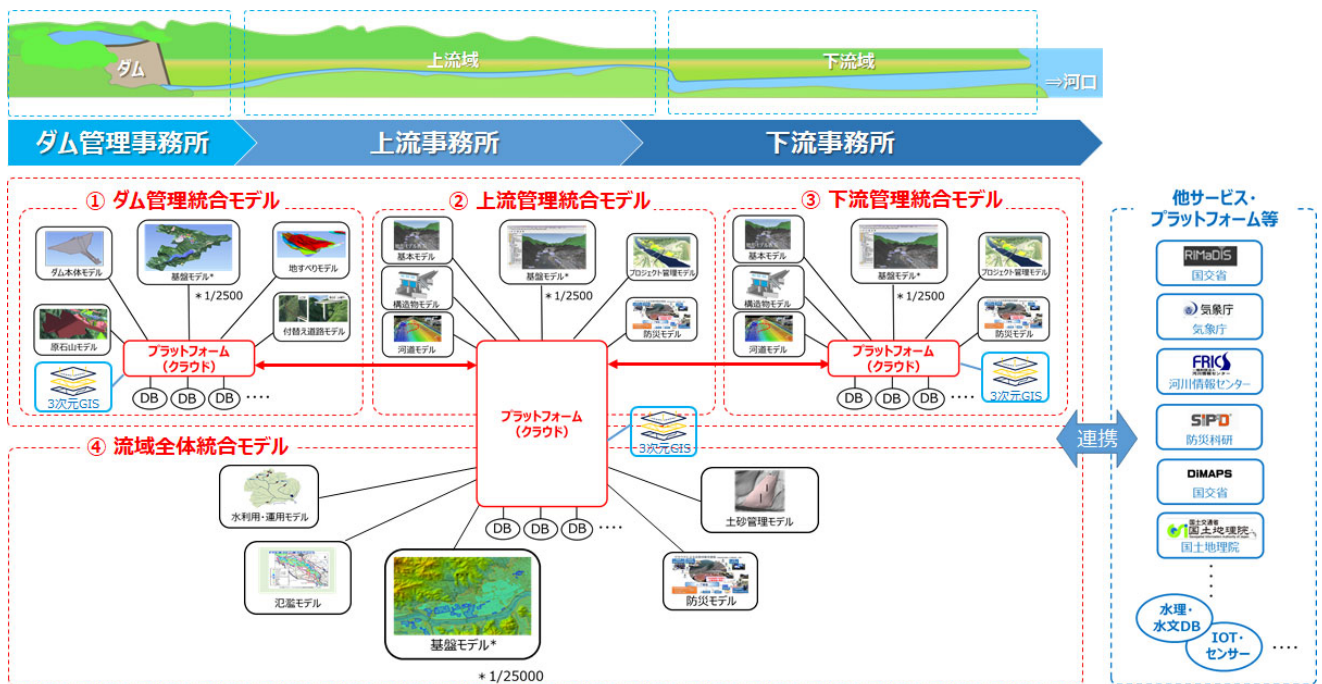 ダム
上流域
下流域
⇒河口
ダム管理事務所
上流事務所
下流事務所
① ダム管理統合モデル
ダム本体モデル
基盤モデル*
地すべりモデル
* 1/2500
原石山モデル
付替え道路モデル
プラットフォーム
(クラウド)
3次元GIS
DB
DB
DB
‥‥
② 上流管理統合モデル
基本モデル
基盤モデル*
プロジェクト管理モデル
* 1/2500
構造物モデル
防災モデル
河道モデル
プラットフォーム
(クラウド)
3次元GIS
DB
DB
DB
‥‥
③ 下流管理統合モデル
基本モデル
基盤モデル*
プロジェクト管理モデル
* 1/2500
構造物モデル
防災モデル
河道モデル
プラットフォーム
(クラウド)
3次元GIS
DB
DB
DB
‥‥
④ 流域全体統合モデル
水利用・運用モデル
氾濫モデル
基盤モデル*
* 1/25000
防災モデル
土砂管理モデル
連携
他サービス・
プラットフォーム等
RiMaDIS
国交省
気象庁
気象庁
FRICS
河川情報センター
SIP4D
防災科研
DiMAPS
国交省
国土交通省
国土地理院
国土地理院
水理・
水文DB
IOT・
センサー
‥‥